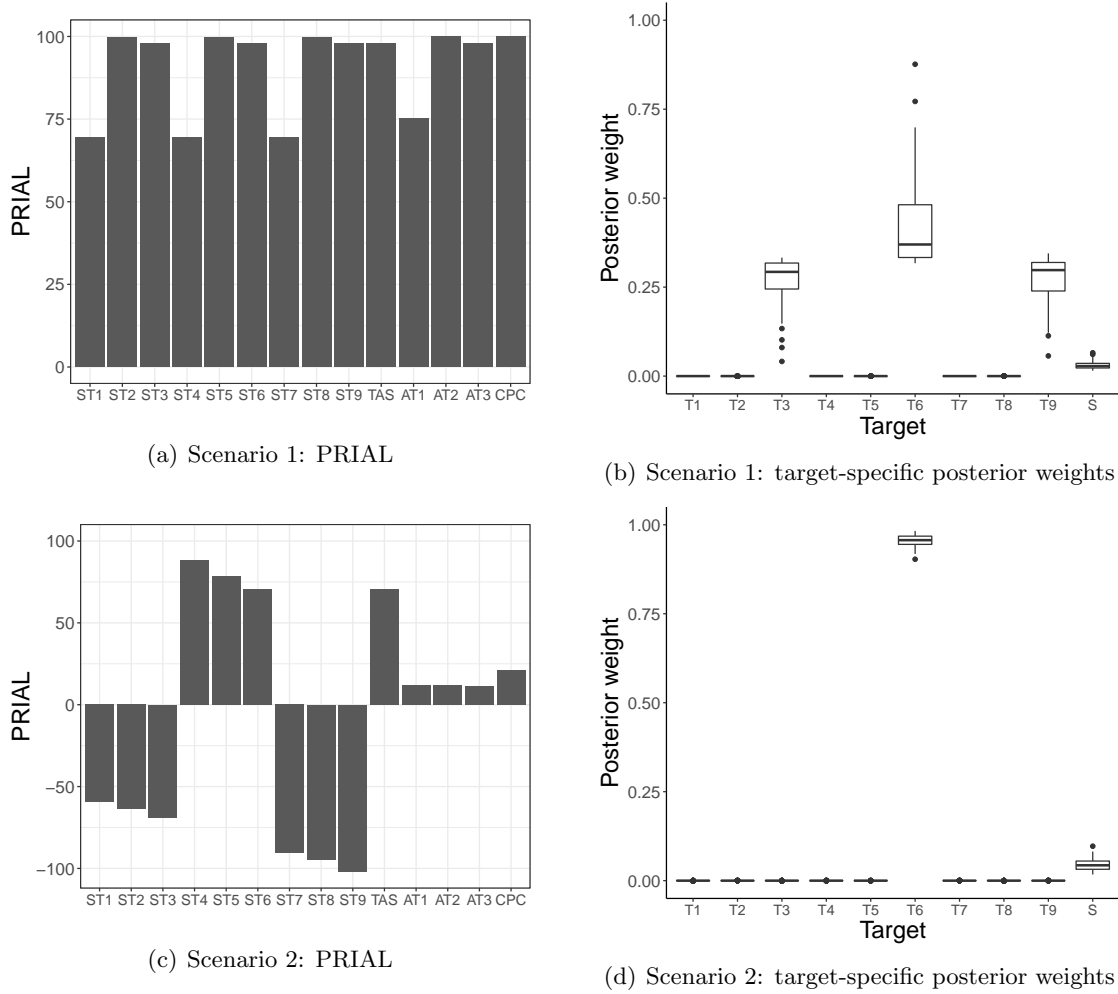 PRIAL
100
75
50
25
0
ST1 ST2 ST3 ST4 ST5 ST6 ST7 ST8 ST9 TAS AT1 AT2 AT3 CPC
(a) Scenario 1: PRIAL
Posterior weight
1.00
0.75
0.50
0.25
0.00
T1 T2 T3 T4 T5 T6 T7 T8 T9 S
Target
(b) Scenario 1: target-specific posterior weights
PRIAL
100
50
0
−50
−100
ST1 ST2 ST3 ST4 ST5 ST6 ST7 ST8 ST9 TAS AT1 AT2 AT3 CPC
(c) Scenario 2: PRIAL
Posterior weight
1.00
0.75
0.50
0.25
0.00
T1 T2 T3 T4 T5 T6 T7 T8 T9 S
Target
(d) Scenario 2: target-specific posterior weights